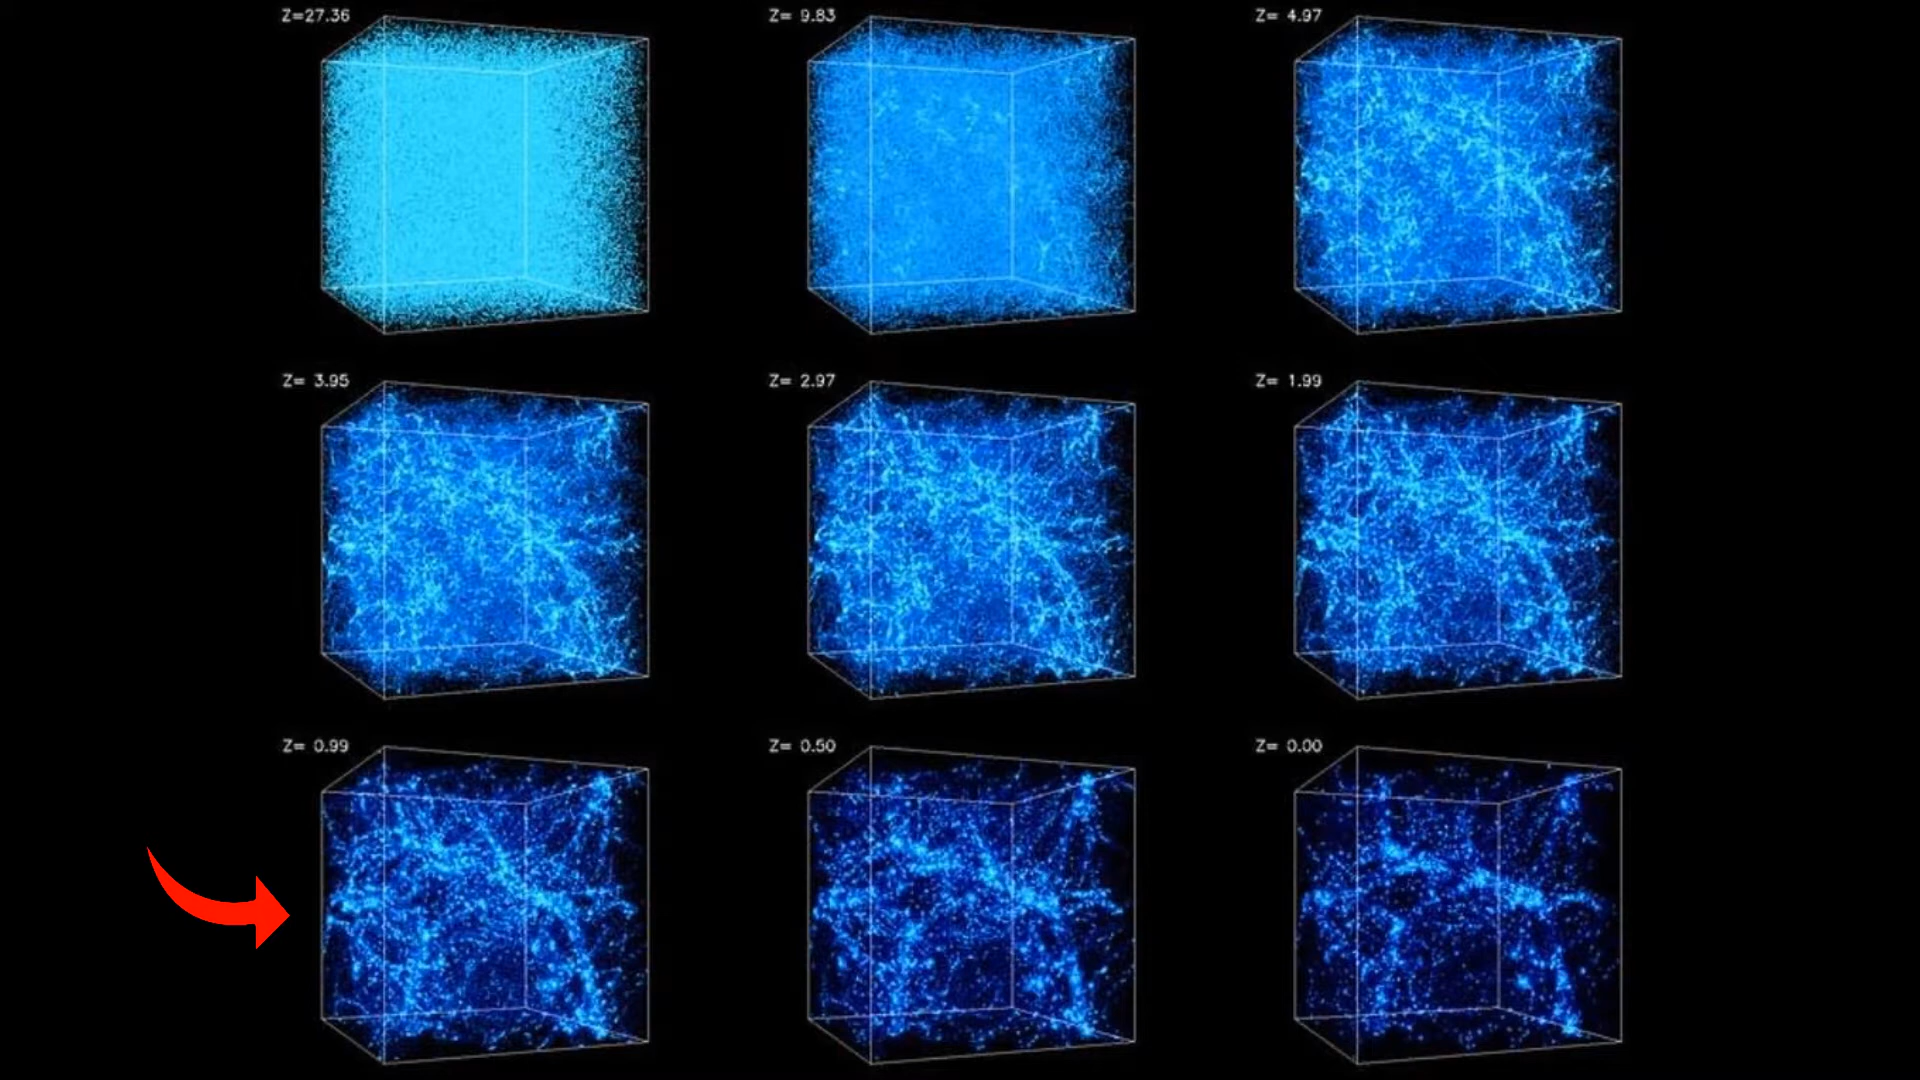 Z=27.36
Z= 9.83
Z= 4.97
Z= 3.95
Z= 2.97
Z= 1.99
Z= 0.99
Z= 0.50
Z= 0.00